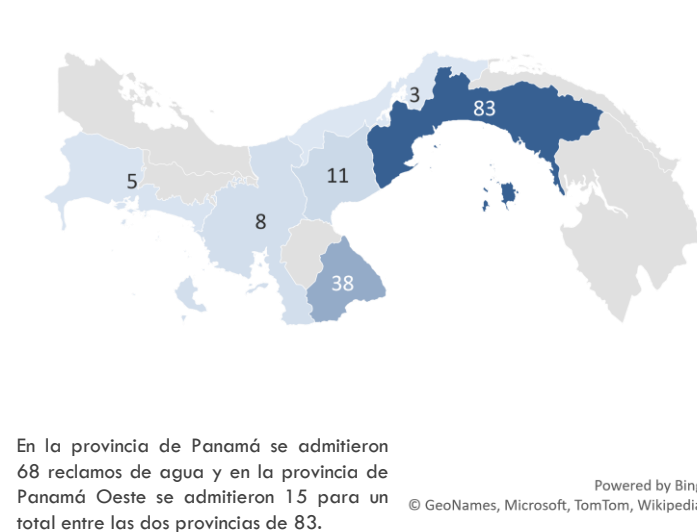 3
83
5
11
8
38
En la provincia de Panamá se admitieron
68 reclamos de agua y en la provincia de
Panamá Oeste se admitieron 15 para un
total entre las dos provincias de 83.
Powered by Bing
© GeoNames, Microsoft, TomTom, Wikipedia